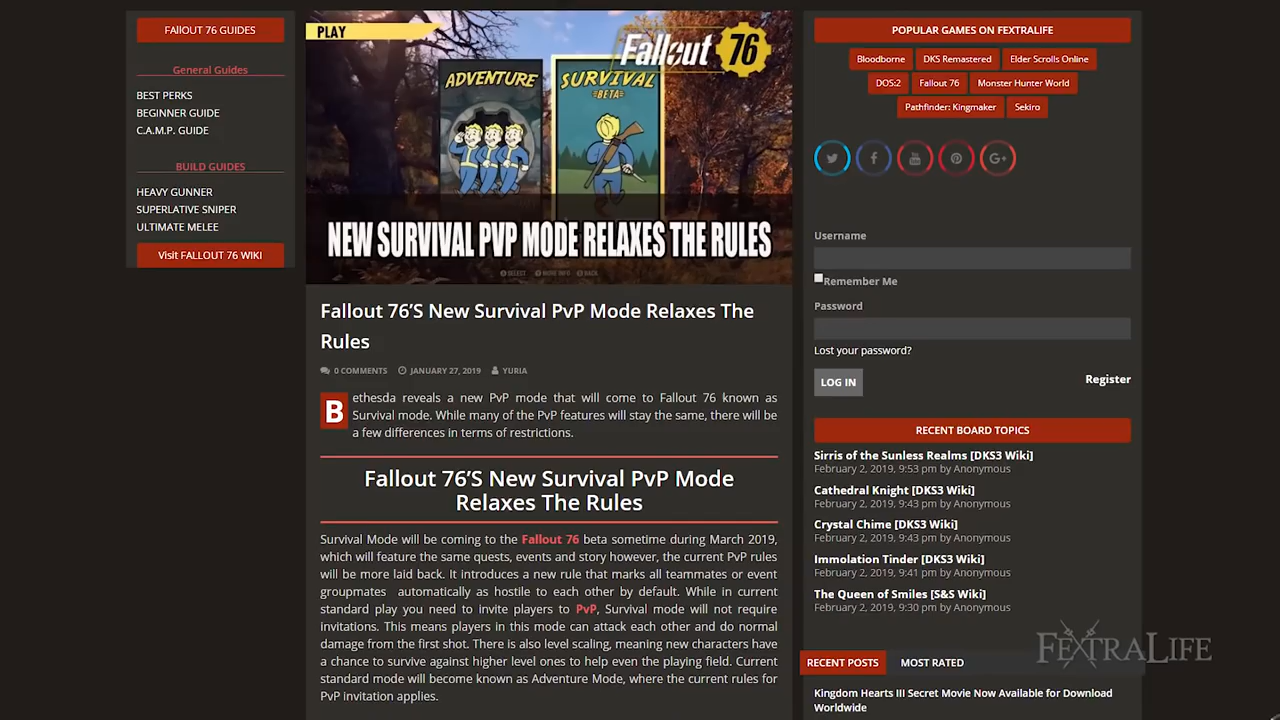 FAllOUT 76 GUIDES
General Guides
BEST PERKS
BEGINNER GUIDE
C.A.M.P. GUIDE
BUILD GUIDES
HEAVY GUNNER
SUPERLATIVE SNIPER
ULTIMATE MELEE
Visit FALLOUT 76 WIKI
PLAY
Fallout 76
ADVENTURE
SURVIVAL
BETA
NEW SURVIVAL PVP MODE RELAXES THE RULES
SELECT MORE INFO BACK
Fallout 76'S New Survival PvP Mode Relaxes The
Rules
0 COMMENTS JANUARY 27, 2019 YURIA
Bethesda reveals a new PvP mode that will come to Fallout 76 known as
Survival mode. While many of the PvP features will stay the same, there will be
a few differences in terms of restrictions.
Fallout 76'S New Survival PvP Mode
Relaxes The Rules
Survival Mode will be coming to the Fallout 76 beta sometime during March 2019,
which will feature the same quests, events and story however, the current PvP rules
will be more laid back. It introduces a new rule that marks all teammates or event
groupmates automatically as hostile to each other by default. While in current
standard play you need to invite players to PvP, Survival mode will not require
invitations. This means players in this mode can attack each other and do normal
damage from the first shot. There is also level scaling, meaning new characters have
a chance to survive against higher level ones to help even the playing field. Current
standard mode will become known as Adventure Mode, where the current rules for
PvP invitation applies.
POPULAR GAMES ON FEXTRALIFE
Bloodborne DKS Remastered Elder Scrolls Online
DOS:2 Fallout 76 Monster Hunter World
Pathfinder: Kingmaker Sekiro
Username
Remember Me
Password
Lost your password?
LOG IN
Register
RECENT BOARD TOPICS
Sirris of the Sunless Realms [DKS3 Wiki]
February 2, 2019, 9:53 pm by Anonymous
Cathedral Knight [DKS3 Wiki]
February 2, 2019, 9:43 pm by Anonymous
Crystal Chime [DKS3 Wiki]
February 2, 2019, 9:43 pm by Anonymous
Immolation Tinder [DKS3 Wiki]
February 2, 2019, 9:41 pm by Anonymous
The Queen of Smiles [S&S Wiki]
February 2, 2019, 9:30 pm by Anonymous
FEXTRALIFE
RECENT POSTS MOST RATED
Kingdom Hearts III Secret Movie Now Available for Download
Worldwide